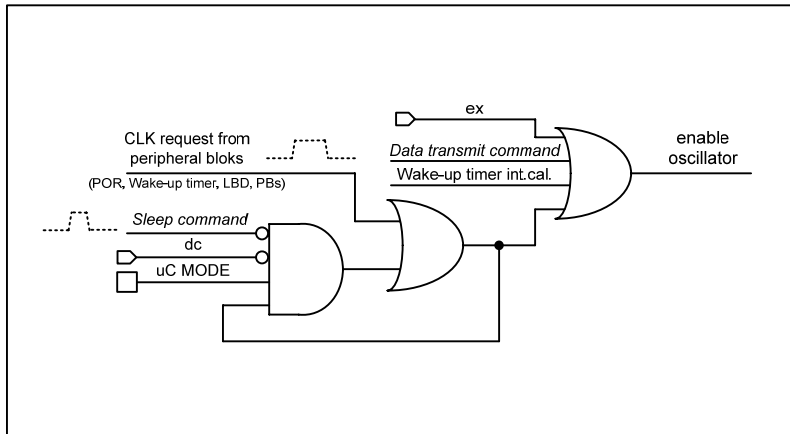 ex
CLK request from
peripheral bloks
(POR, Wake-up timer, LBD, PBs)
Data transmit command
Wake-up timer int.cal.
enable
oscillator
Sleep command
dc
uC MODE